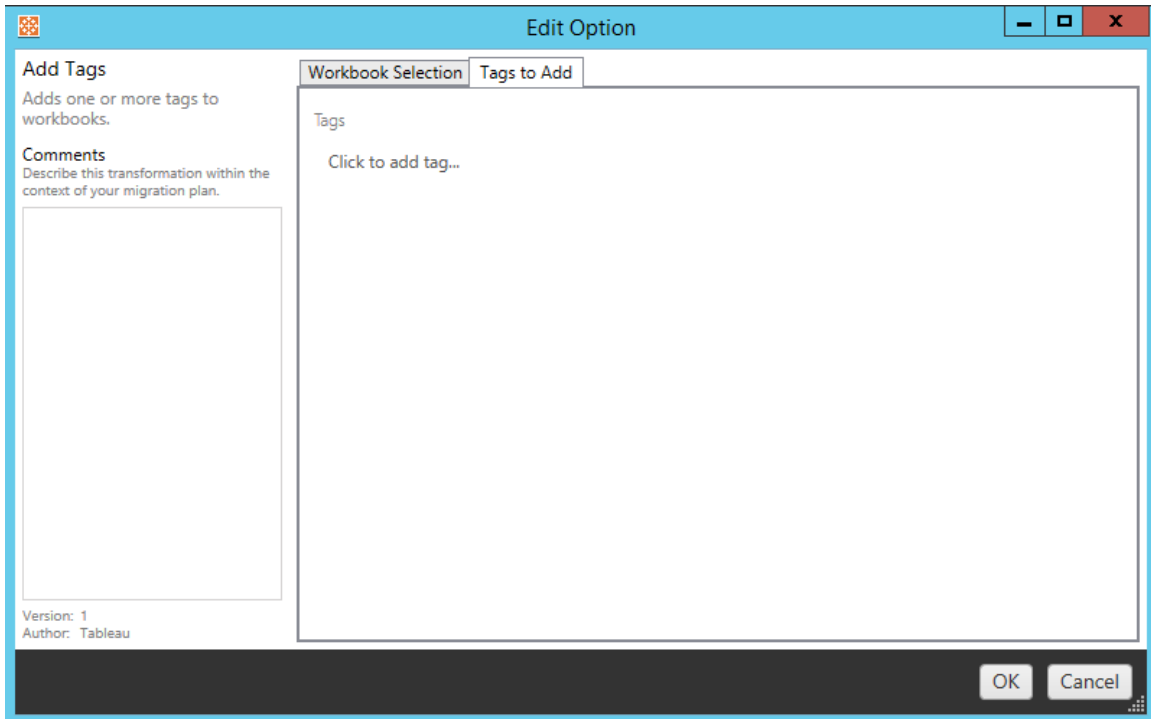 Edit Option
Add Tags
Adds one or more tags to
workbooks.
Comments
Describe this transformation within the
context of your migration plan.
Version: 1
Author: Tableau
Workbook Selection
Tags to Add
Tags
Click to add tag...
OK
Cancel